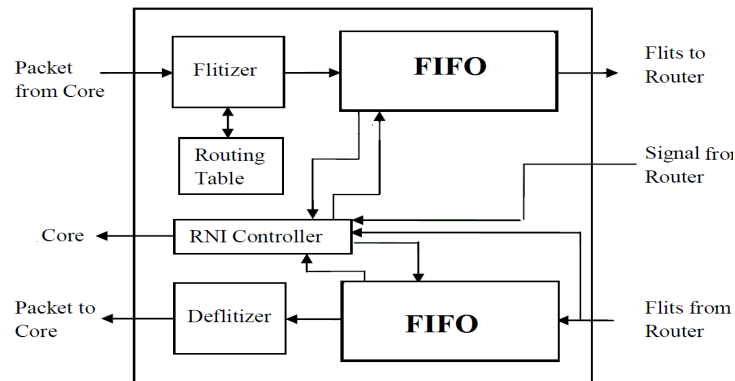 Packet
from Core
Flitizer
FIFO
Flits to
Router
Routing
Table
Signal from
Router
Core
RNI Controller
Packet to
Core
Deflitizer
FIFO
Flits from
Router